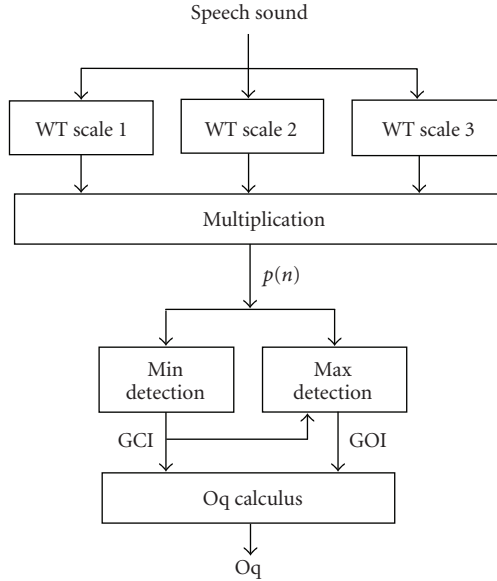 Speech sound
WT scale 1
WT scale 2
WT scale 3
Multiplication
p(n)
Min
detection
Max
detection
GCI
GOI
Oq calculus
Oq